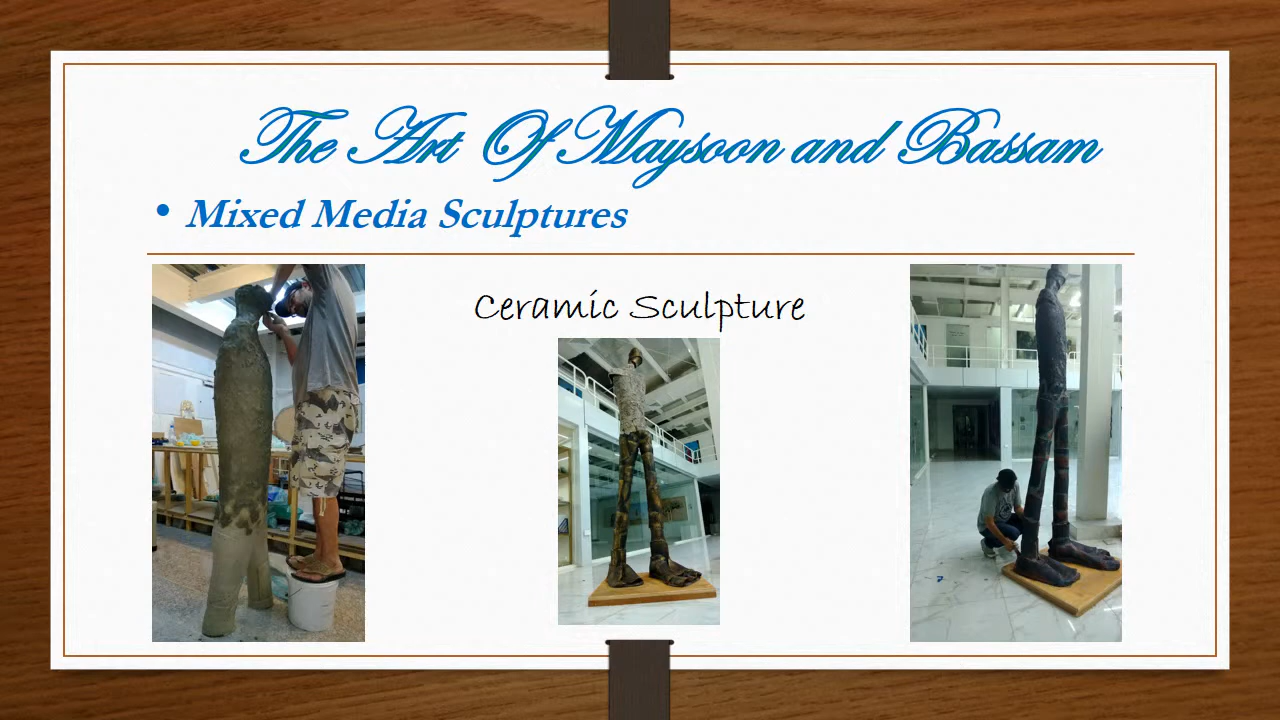 The Art Of Maysoon and Bassam
• Mixed Media Sculptures
Ceramic Sculpture